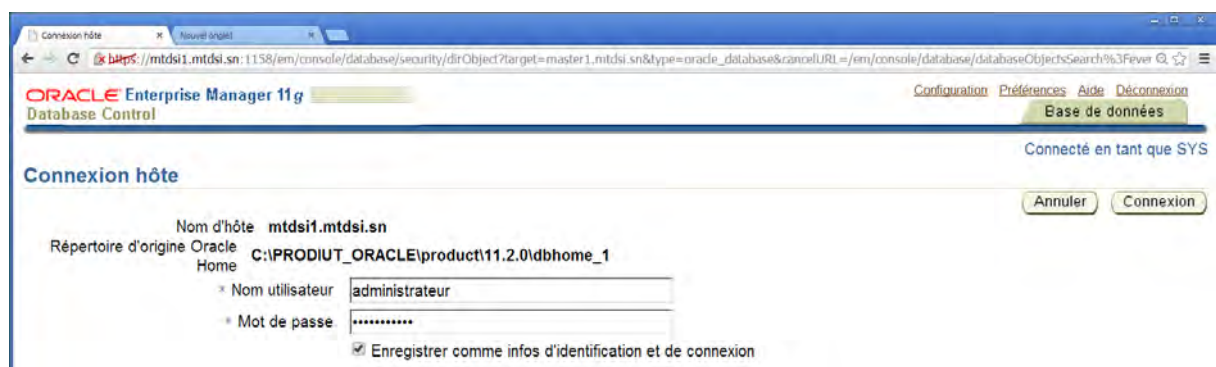 Connexion hôte
Nouvel onglet
https://mtdsi1.mtdsi.sn:1158/em/console/database/security/dirObject?target=master1.mtdsi.sn&type=oracle_database&cancelURL=/em/console/database/databaseObjectsSearch%3Fever
ORACLE Enterprise Manager 11g
Configuration Préférences Aide Déconnexion
Database Control
Base de données
Connecté en tant que SYS
Connexion hôte
Annuler Connexion
Nom d'hôte mtdsi1.mtdsi.sn
Répertoire d'origine Oracle
Home C:\PRODIUT_ORACLE\product\11.2.0\dbhome_1
* Nom utilisateur administrateur
* Mot de passe •••••••••••
Enregistrer comme infos d'identification et de connexion